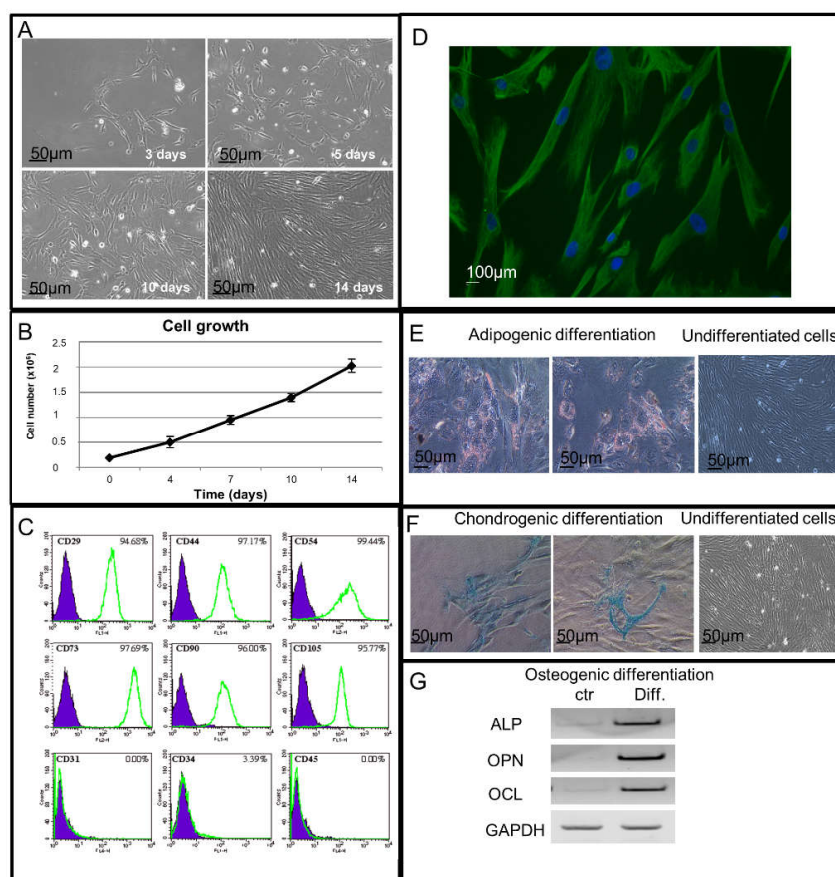 A
3 days
50µm
5 days
50µm
10 days
50µm
14 days
50µm
B
Cell growth
Cell number (x10⁶)
2.5
2
1.5
1
0.5
0
0 4 7 10 14
Time (days)
C
CD29 94.68%
CD44 97.17%
CD54 99.44%
CD73 97.69%
CD90 96.00%
CD105 95.77%
CD31 0.00%
CD34 3.39%
CD45 0.00%
D
100µm
E
Adipogenic differentiation Undifferentiated cells
50µm 50µm 50µm
F
Chondrogenic differentiation Undifferentiated cells
50µm 50µm 50µm
G
Osteogenic differentiation
ctr Diff.
ALP
OPN
OCL
GAPDH